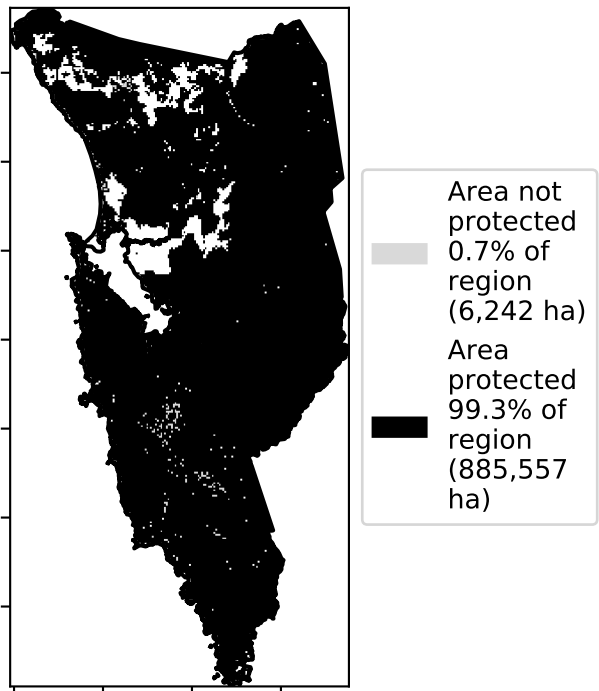 Area not
protected
0.7% of
region
(6,242 ha)
Area
protected
99.3% of
region
(885,557
ha)